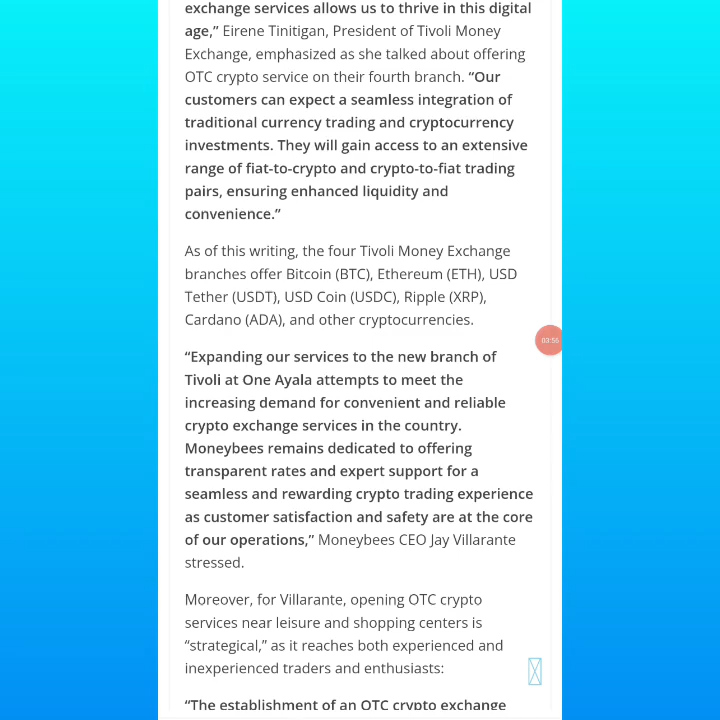 exchange services allows us to thrive in this digital
age,” Eirene Tinitigan, President of Tivoli Money
Exchange, emphasized as she talked about offering
OTC crypto service on their fourth branch. “Our
customers can expect a seamless integration of
traditional currency trading and cryptocurrency
investments. They will gain access to an extensive
range of fiat-to-crypto and crypto-to-fiat trading
pairs, ensuring enhanced liquidity and
convenience.”
As of this writing, the four Tivoli Money Exchange
branches offer Bitcoin (BTC), Ethereum (ETH), USD
Tether (USDT), USD Coin (USDC), Ripple (XRP),
Cardano (ADA), and other cryptocurrencies.
03:55
“Expanding our services to the new branch of
Tivoli at One Ayala attempts to meet the
increasing demand for convenient and reliable
crypto exchange services in the country.
Moneybees remains dedicated to offering
transparent rates and expert support for a
seamless and rewarding crypto trading experience
as customer satisfaction and safety are at the core
of our operations,” Moneybees CEO Jay Villarante
stressed.
Moreover, for Villarante, opening OTC crypto
services near leisure and shopping centers is
“strategical,” as it reaches both experienced and
inexperienced traders and enthusiasts:
“The establishment of an OTC crypto exchange